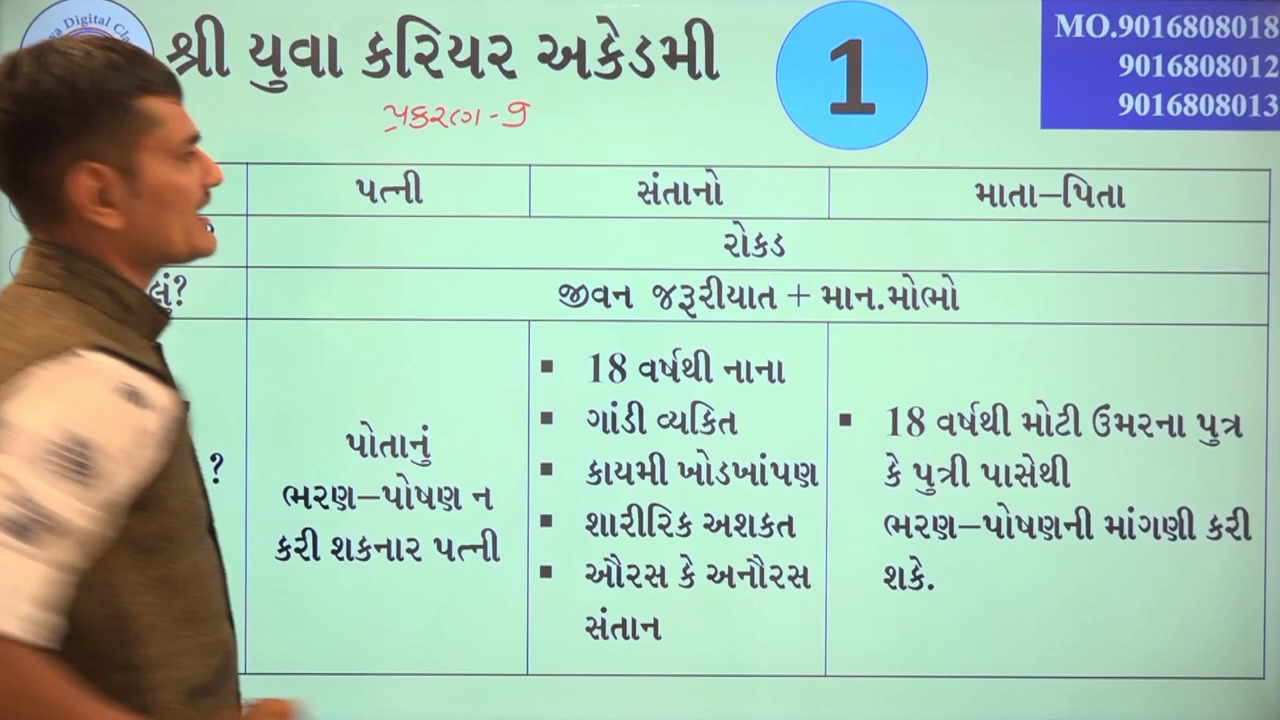 શ્રી યુવા કરિયર અકેડમી
1
MO.9016808018
9016808012
9016808013
પ્રકરણ-9
પત્ની
સંતાનો
માતા–પિતા
રોકડ
જીવન જરૂરીયાત + માન.મોભો
?
પોતાનું
ભરણ–પોષણ ન
કરી શકનાર પત્ની
▪ 18 વર્ષથી નાના
▪ ગાંડી વ્યકિત
▪ કાયમી ખોડખાંપણ
▪ શારીરિક અશકત
▪ ઔરસ કે અનૌરસ
સંતાન
▪ 18 વર્ષથી મોટી ઉંમરના પુત્ર
કે પુત્રી પાસેથી
ભરણ–પોષણની માંગણી કરી
શકે.